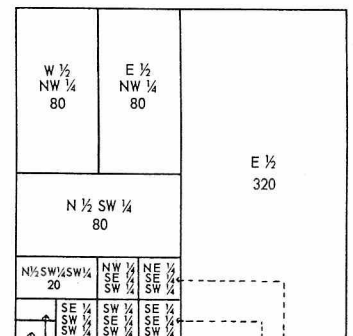 W ½
NW ¼
80
E ½
NW ¼
80
E ½
320
N ½ SW ¼
80
N½SW¼SW¼
20
NW ¼
SE ¼
SW ¼
NE ¼
SE ¼
SW ¼
SE ¼
SW ¼
SW ¼
SW ¼
SE ¼
SW ¼
SE ¼
SE ¼
SW ¼